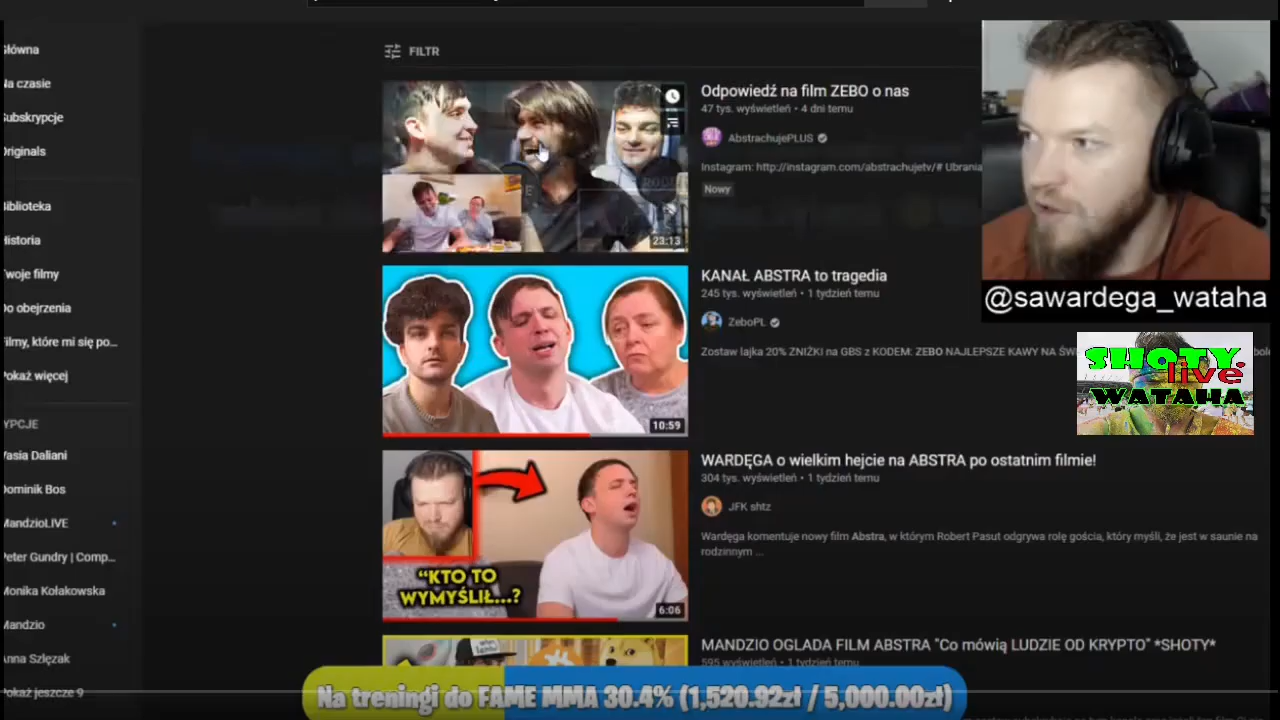 Główna
Na czasie
Subskrypcje
Originals
Biblioteka
Historia
Twoje filmy
Do obejrzenia
Filmy, które mi się po...
Pokaż więcej
YPCJE
Vasia Daliani
Dominik Bos
MandzioLIVE
Peter Gundry | Comp...
Monika Kołakowska
Mandzio
Anna Szlęzak
Pokaż jeszcze 9
FILTR
23:13
Odpowiedź na film ZEBO o nas
47 tys. wyświetleń • 4 dni temu
AbstrachujePLUS
Instagram: http://instagram.com/abstrachujetv/# Ubrania
Nowy
10:59
KANAŁ ABSTRA to tragedia
245 tys. wyświetleń • 1 tydzień temu
ZeboPL
Zostaw lajka 20% ZNIŻKI na GBS z KODEM: ZEBO NAJLEPSZE KAWY NA
"KTO TO
WYMYŚLIŁ...?
6:06
WARDĘGA o wielkim hejcie na ABSTRA po ostatnim filmie!
304 tys. wyświetleń • 1 tydzień temu
JFK shtz
Wardęga komentuje nowy film Abstra, w którym Robert Pasut odgrywa rolę gościa, który myśli, że jest w saunie na
rodzinnym ...
MANDZIO OGLADA FILM ABSTRA "Co mówią LUDZIE OD KRYPTO" *SHOTY*
595 wyświetleń • 1 tydzień temu
@sawardega_wataha
SHOTY.
live
WATAHA
Na treningi do FAME MMA 30.4% (1,520.92zł / 5,000.00zł)